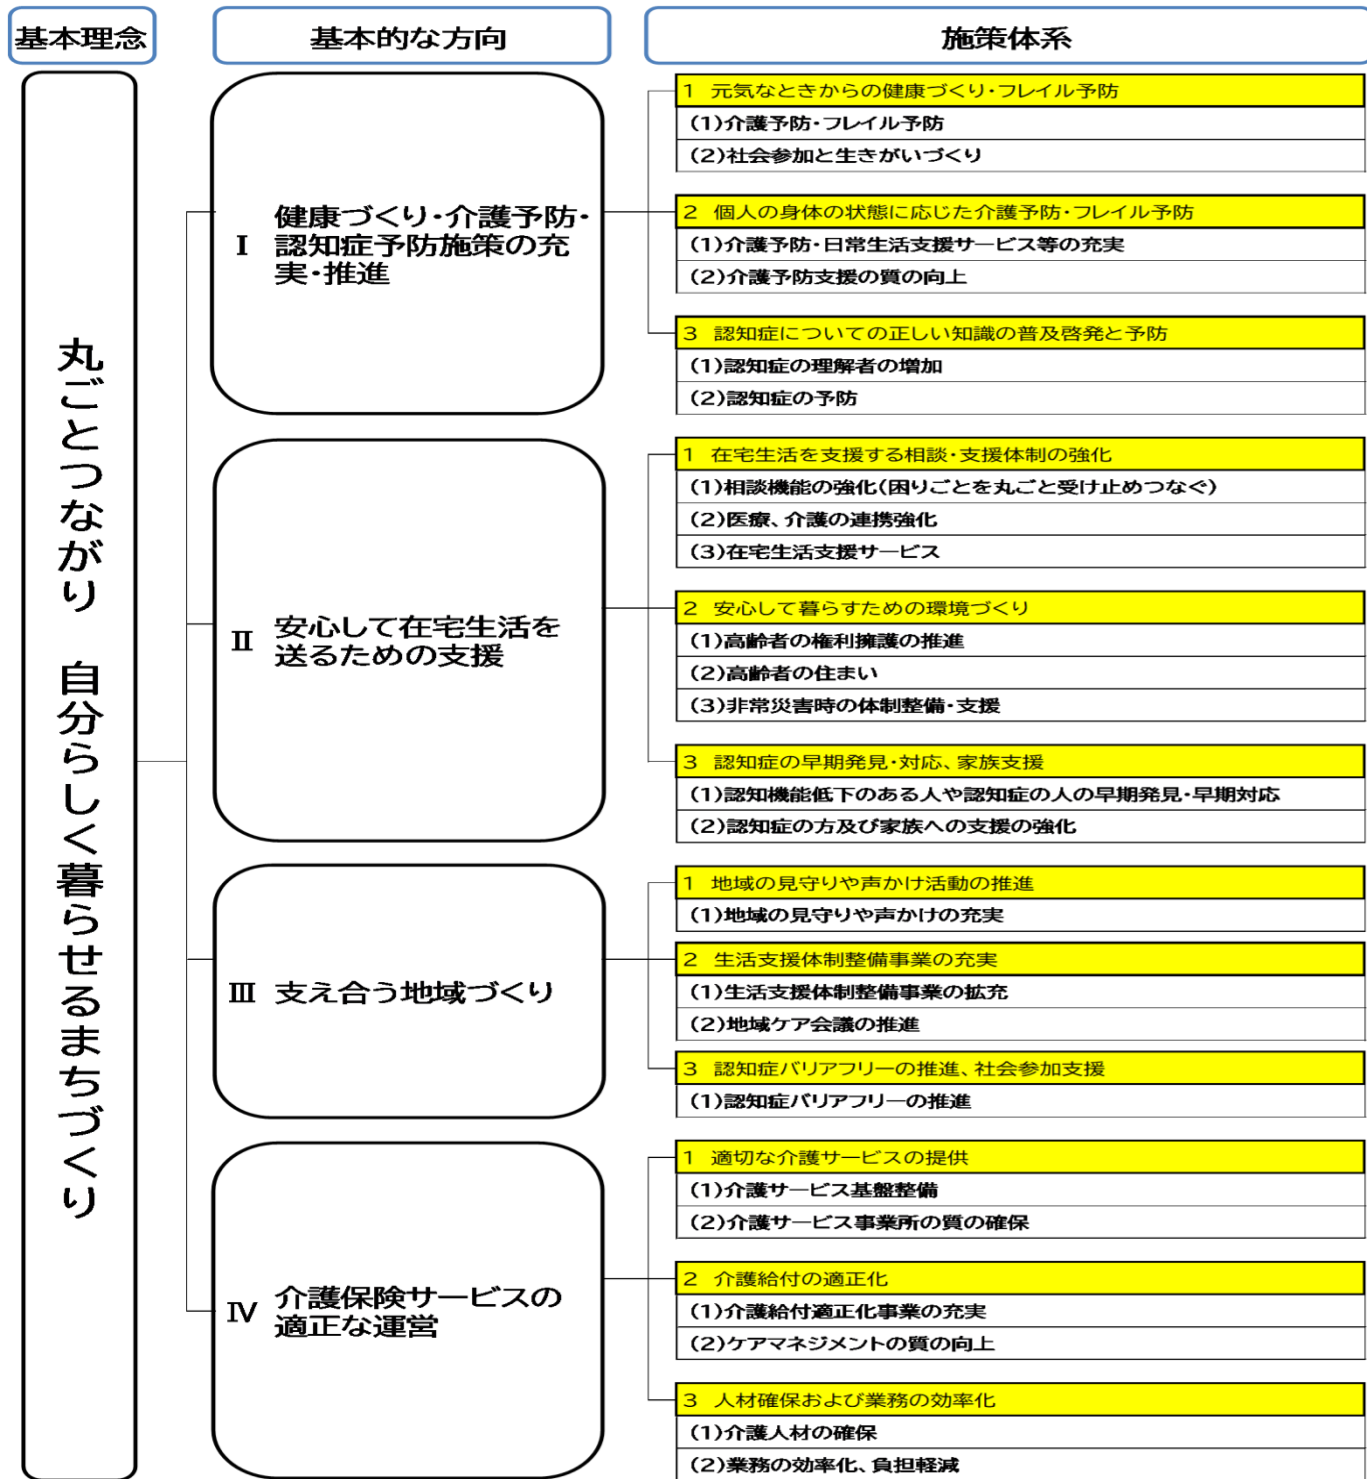 基本理念
基本的な方向
施策体系
丸ごとつながり　自分らしく暮らせるまちづくり
Ⅰ 健康づくり・介護予防・
認知症予防施策の充
実・推進
1 元気なときからの健康づくり・フレイル予防
(1)介護予防・フレイル予防
(2)社会参加と生きがいづくり
2 個人の身体の状態に応じた介護予防・フレイル予防
(1)介護予防・日常生活支援サービス等の充実
(2)介護予防支援の質の向上
3 認知症についての正しい知識の普及啓発と予防
(1)認知症の理解者の増加
(2)認知症の予防
Ⅱ 安心して在宅生活を
送るための支援
1 在宅生活を支援する相談・支援体制の強化
(1)相談機能の強化(困りごとを丸ごと受け止めつなぐ)
(2)医療、介護の連携強化
(3)在宅生活支援サービス
2 安心して暮らすための環境づくり
(1)高齢者の権利擁護の推進
(2)高齢者の住まい
(3)非常災害時の体制整備・支援
3 認知症の早期発見・対応、家族支援
(1)認知機能低下のある人や認知症の人の早期発見・早期対応
(2)認知症の方及び家族への支援の強化
Ⅲ 支え合う地域づくり
1 地域の見守りや声かけ活動の推進
(1)地域の見守りや声かけの充実
2 生活支援体制整備事業の充実
(1)生活支援体制整備事業の拡充
(2)地域ケア会議の推進
3 認知症バリアフリーの推進、社会参加支援
(1)認知症バリアフリーの推進
Ⅳ 介護保険サービスの
適正な運営
1 適切な介護サービスの提供
(1)介護サービス基盤整備
(2)介護サービス事業所の質の確保
2 介護給付の適正化
(1)介護給付適正化事業の充実
(2)ケアマネジメントの質の向上
3 人材確保および業務の効率化
(1)介護人材の確保
(2)業務の効率化、負担軽減